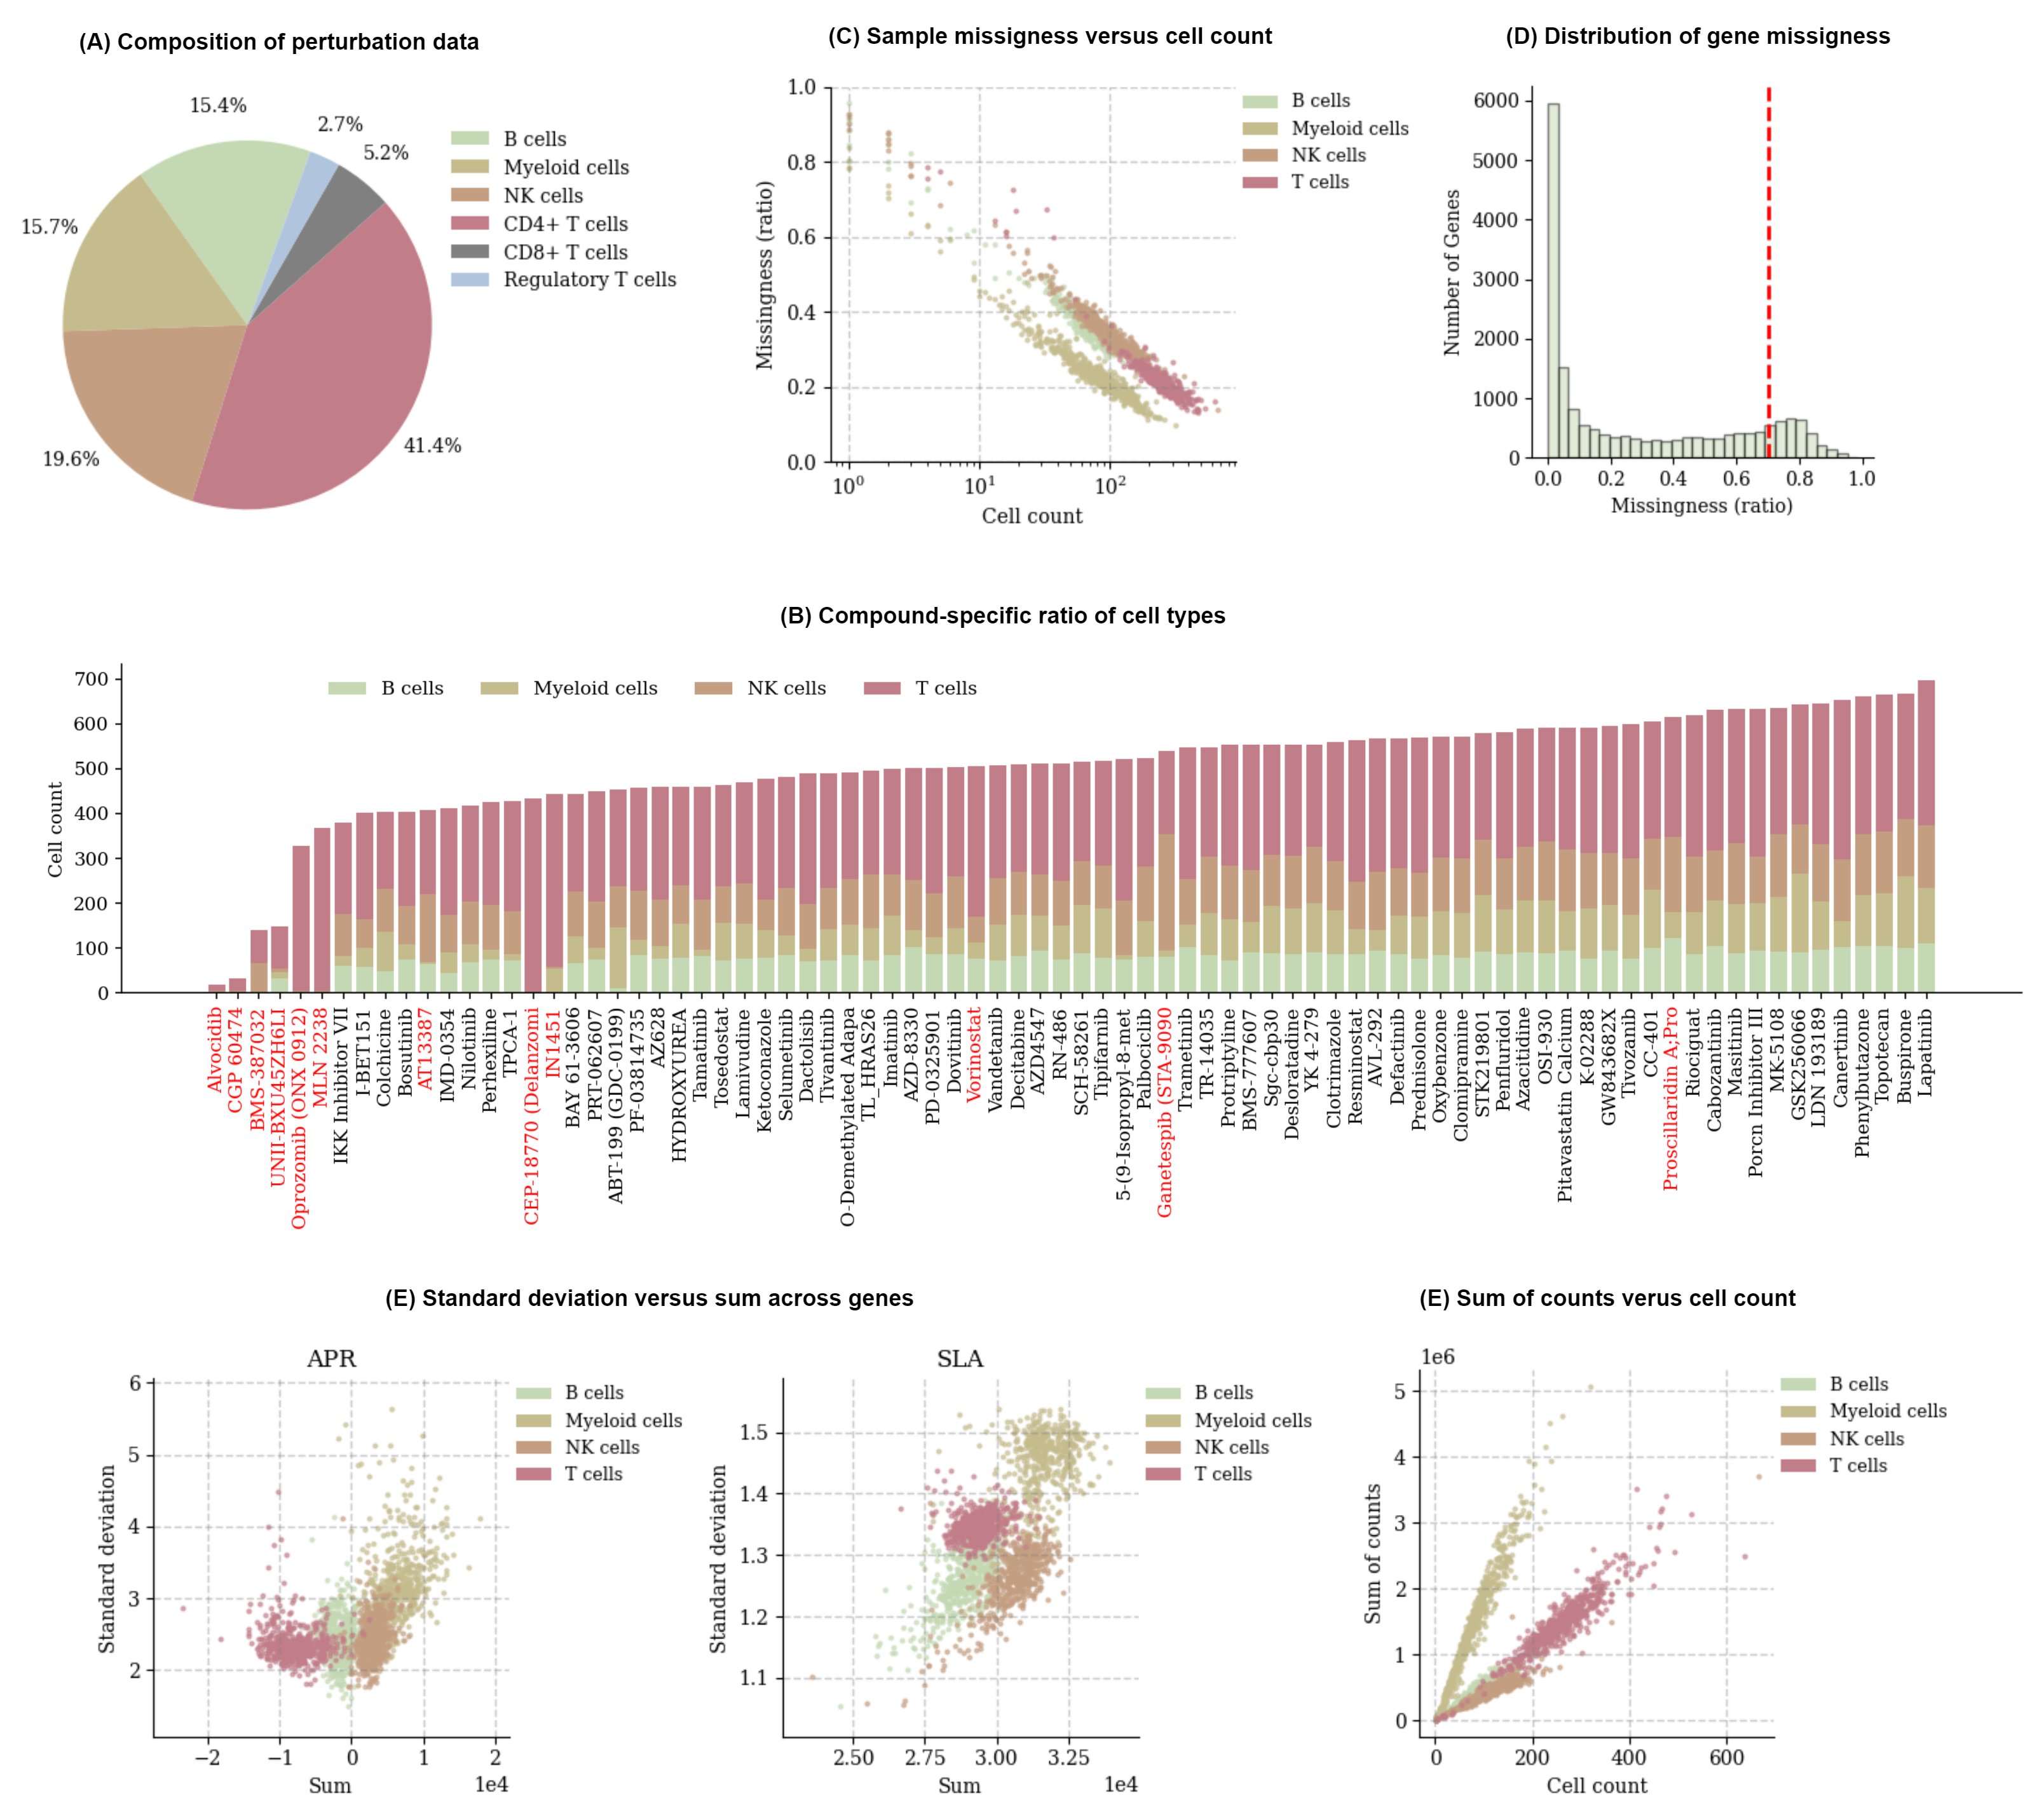 (A) Composition of perturbation data
15.4%
2.7%
5.2%
15.7%
19.6%
41.4%
B cells
Myeloid cells
NK cells
CD4+ T cells
CD8+ T cells
Regulatory T cells
(C) Sample missigness versus cell count
Missingness (ratio)
1.0
0.8
0.6
0.4
0.2
0.0
10⁰ 10¹ 10²
Cell count
B cells
Myeloid cells
NK cells
T cells
(D) Distribution of gene missigness
Number of Genes
6000
5000
4000
3000
2000
1000
0
0.0 0.2 0.4 0.6 0.8 1.0
Missingness (ratio)
(B) Compound-specific ratio of cell types
Cell count
700
600
500
400
300
200
100
0
B cells Myeloid cells NK cells T cells
Alvocidib
CGP 60474
BMS-387032
UNII-BXU45ZH6LI
Oprozomib (ONX 0912)
MLN 2238
IKK Inhibitor VII
I-BET151
Colchicine
Bosutinib
AT13387
IMD-0354
Nilotinib
Perhexiline
TPCA-1
CEP-18770 (Delanzomi
IN1451
BAY 61-3606
PRT-062607
ABT-199 (GDC-0199)
PF-03814735
AZ628
HYDROXYUREA
Tamatinib
Tosedostat
Lamivudine
Ketoconazole
Selumetinib
Dactolisib
Tivantinib
O-Demethylated Adapa
TL_HRAS26
Imatinib
AZD-8330
PD-0325901
Dovitinib
Vorinostat
Vandetanib
Decitabine
AZD4547
RN-486
SCH-58261
Tipifarnib
5-(9-Isopropyl-8-met
Palbociclib
Ganetespib (STA-9090
Trametinib
TR-14035
Protriptyline
BMS-777607
Sgc-cbp30
Desloratadine
YK 4-279
Clotrimazole
Resminostat
AVL-292
Defactinib
Prednisolone
Oxybenzone
Clomipramine
STK219801
Penfluridol
Azacitidine
OSI-930
Pitavastatin Calcium
K-02288
GW843682X
Tivozanib
CC-401
Proscillaridin A;Pro
Riociguat
Cabozantinib
Masitinib
Porcn Inhibitor III
MK-5108
GSK256066
LDN 193189
Canertinib
Phenylbutazone
Topotecan
Buspirone
Lapatinib
(E) Standard deviation versus sum across genes
APR
Standard deviation
6
5
4
3
2
−2 −1 0 1 2
Sum
1e4
B cells
Myeloid cells
NK cells
T cells
SLA
Standard deviation
1.5
1.4
1.3
1.2
1.1
2.50 2.75 3.00 3.25
Sum
1e4
B cells
Myeloid cells
NK cells
T cells
(E) Sum of counts verus cell count
1e6
Sum of counts
5
4
3
2
1
0
0 200 400 600
Cell count
B cells
Myeloid cells
NK cells
T cells